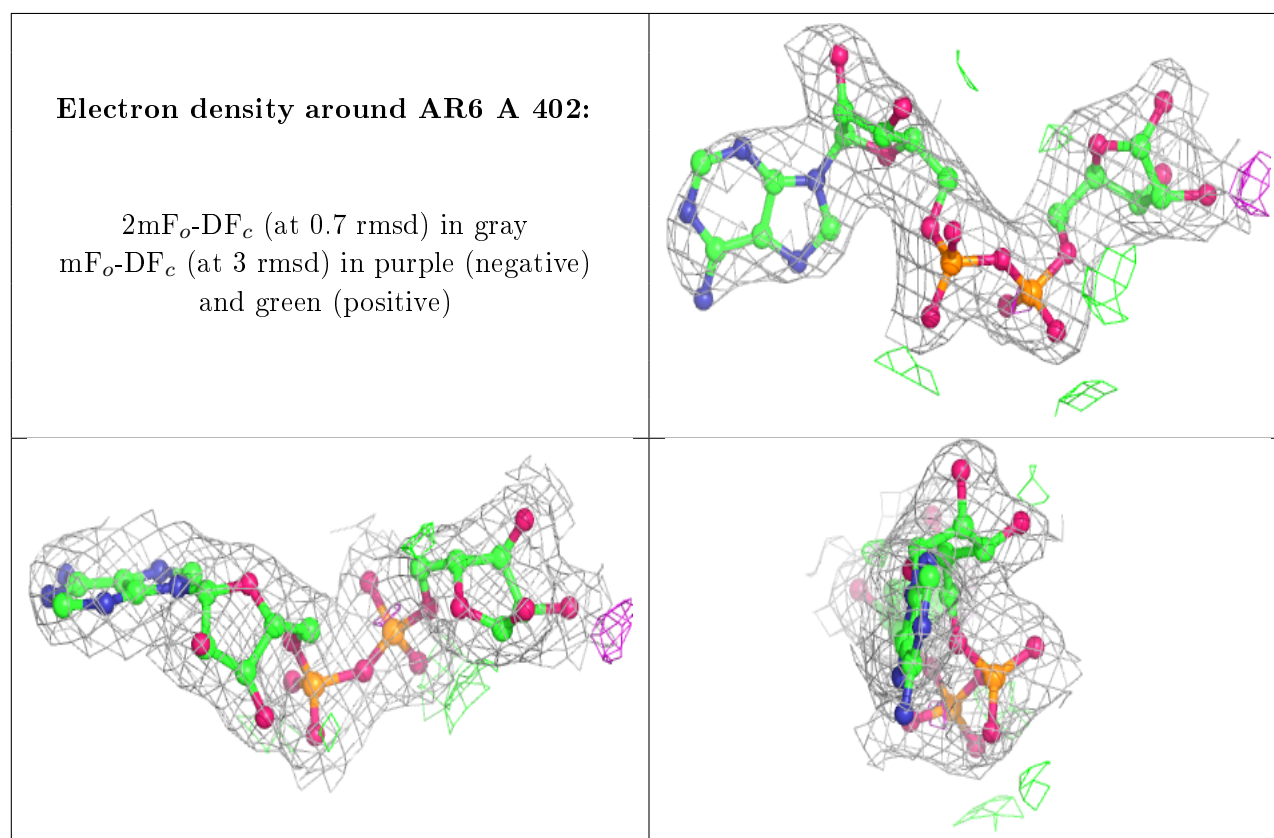 Electron density around AR6 A 402:
2mFₒ-DF𝒸 (at 0.7 rmsd) in gray
mFₒ-DF𝒸 (at 3 rmsd) in purple (negative)
and green (positive)